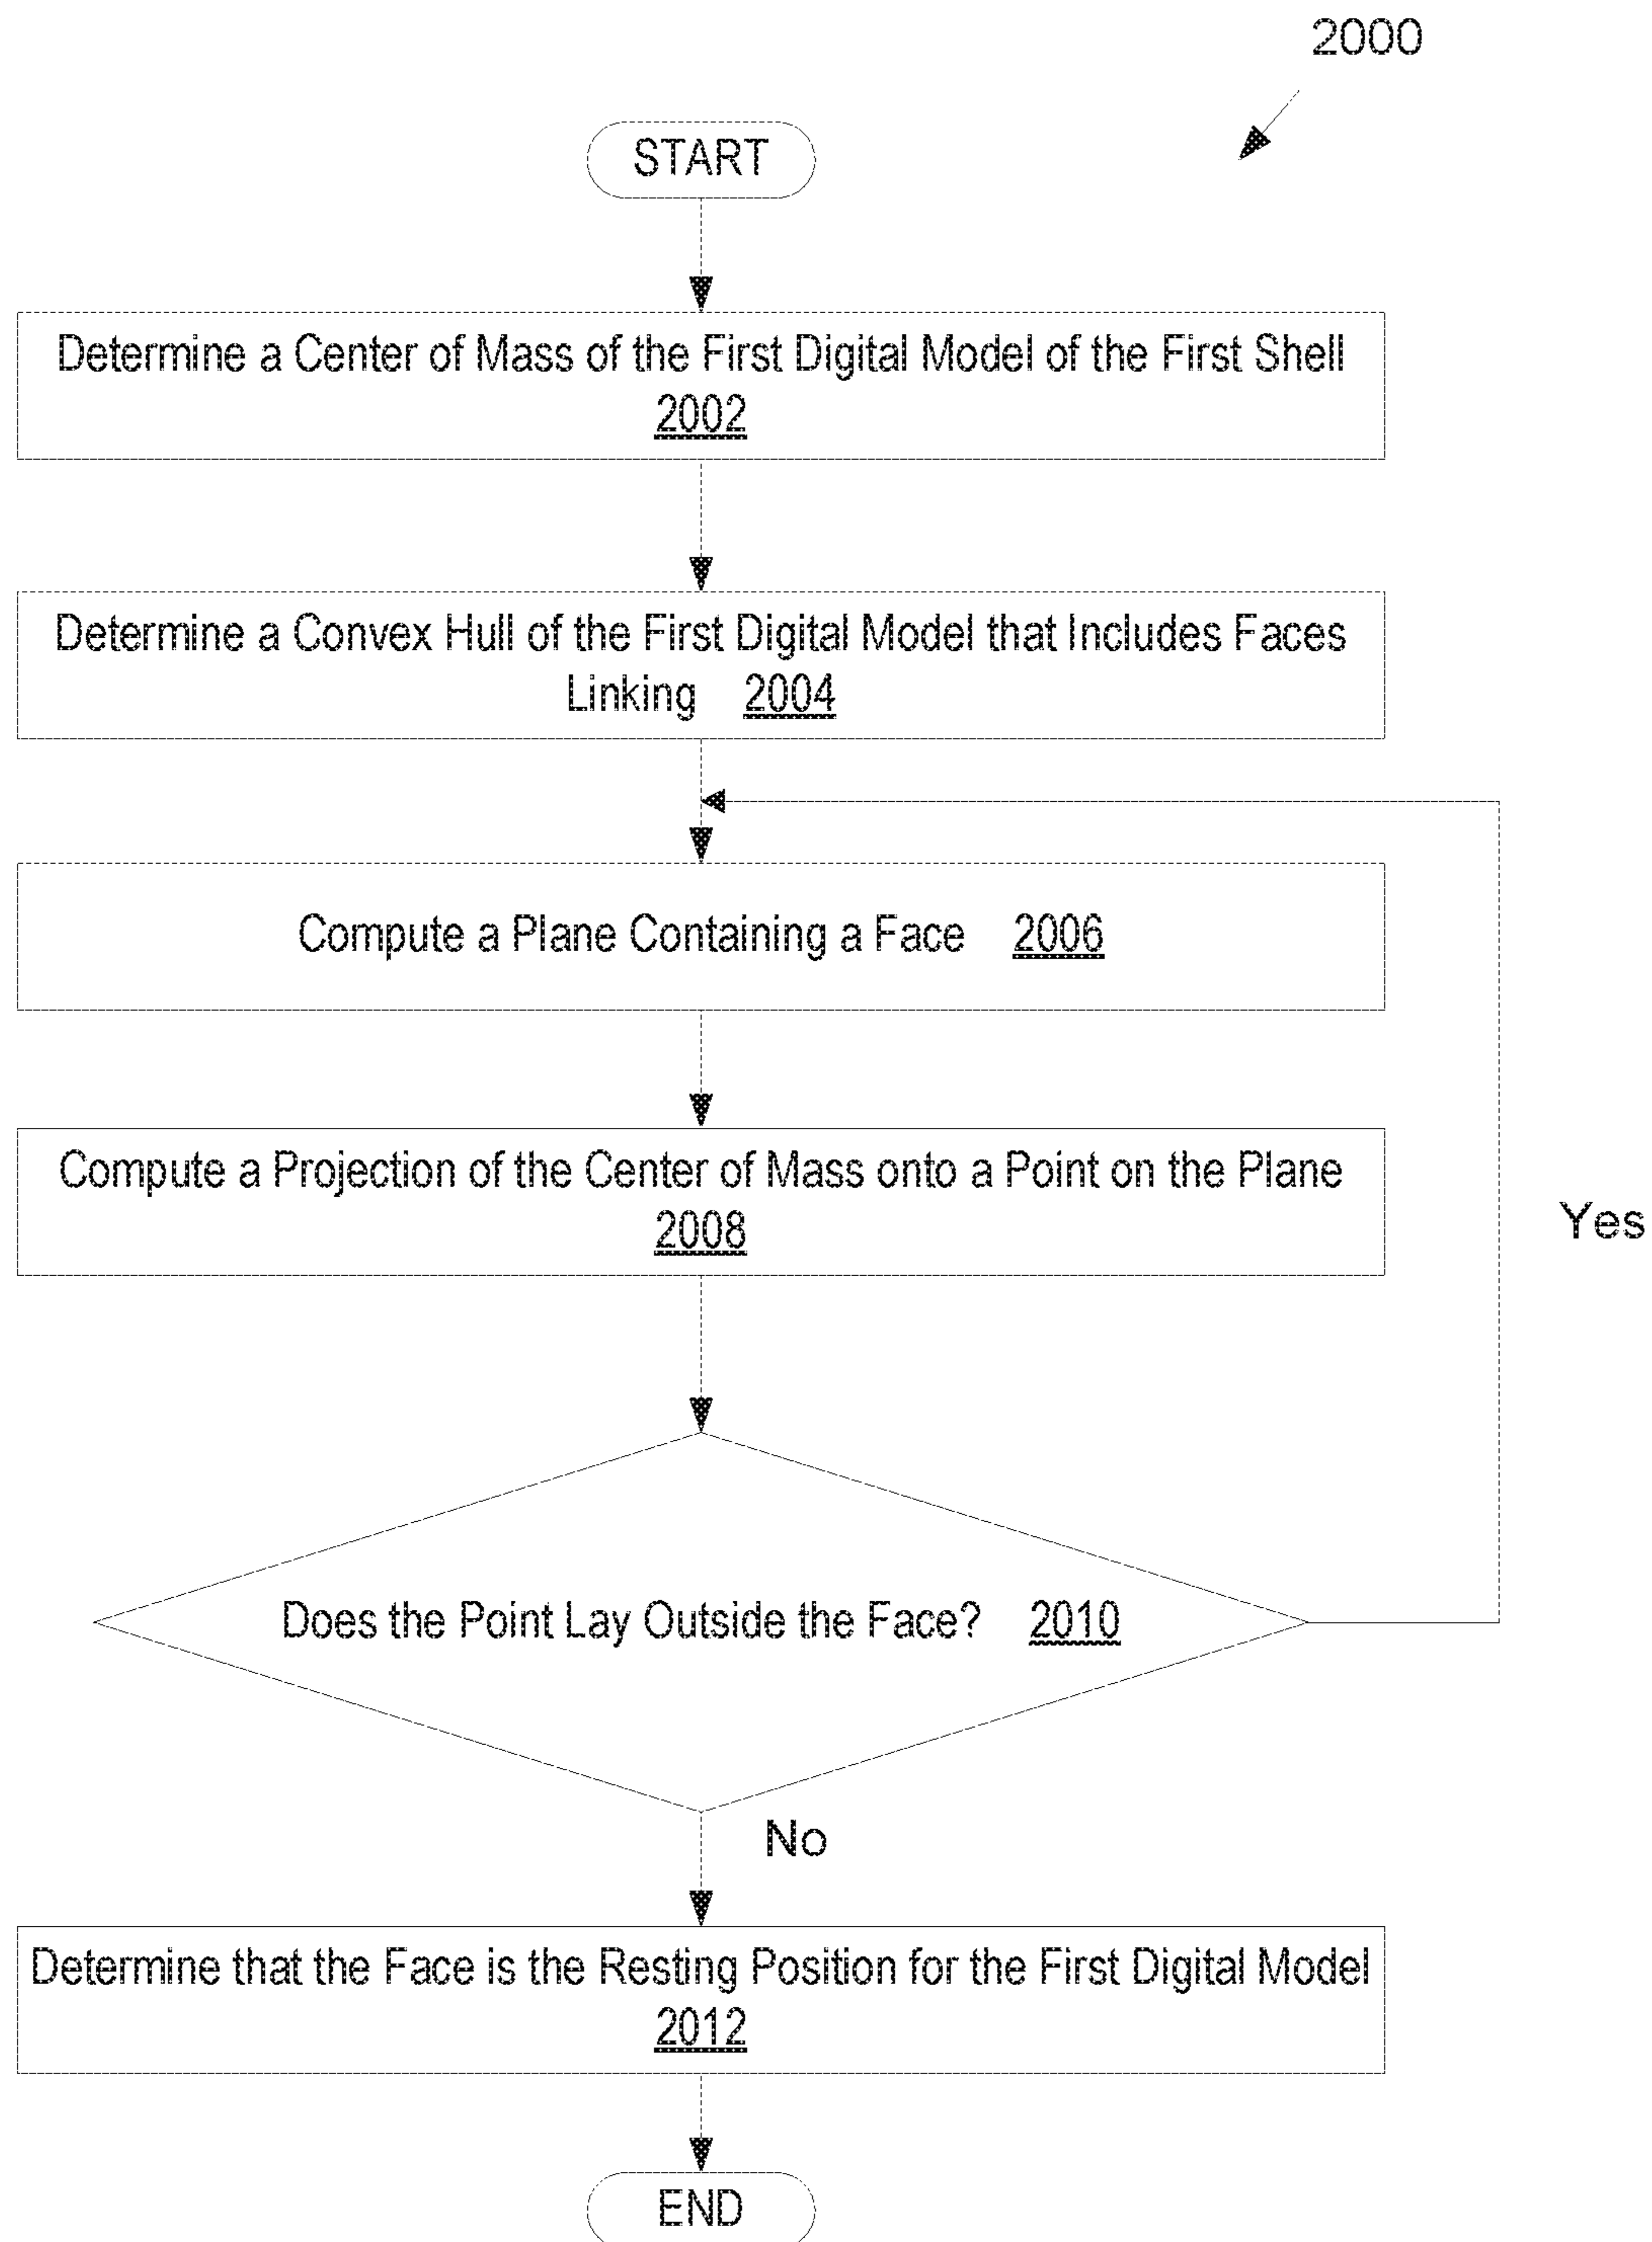 2000
START
Determine a Center of Mass of the First Digital Model of the First Shell
2002
Determine a Convex Hull of the First Digital Model that Includes Faces
Linking 2004
Compute a Plane Containing a Face 2006
Compute a Projection of the Center of Mass onto a Point on the Plane
2008
Yes
Does the Point Lay Outside the Face? 2010
No
Determine that the Face is the Resting Position for the First Digital Model
2012
END